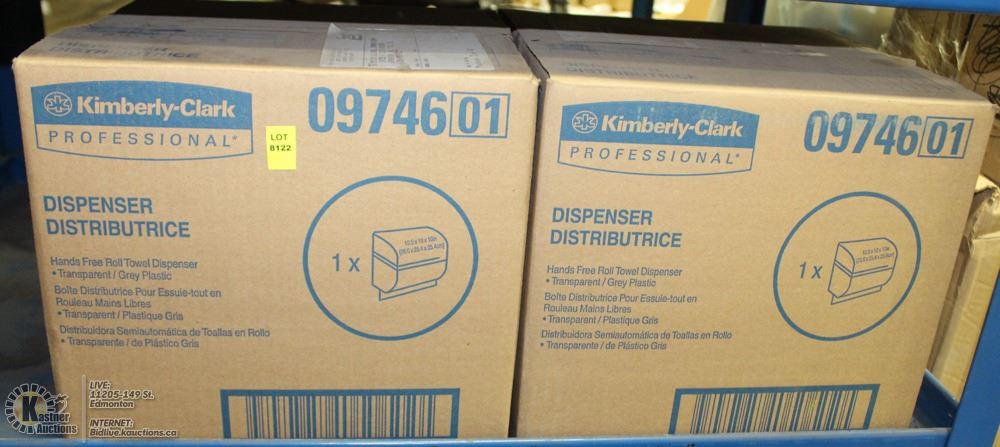 DISTRIBUTRICE
Kimberly-Clark
PROFESSIONAL*
LOT
8122
09746 01
DISPENSER
DISTRIBUTRICE
Hands Free Roll Towel Dispenser
• Transparent / Grey Plastic
Boîte Distributrice Pour Essuie-tout en
Rouleau Mains Libres
• Transparent / Plastique Gris
Distribuidora Semiautomática de Toallas en Rollo
• Transparente / de Plástico Gris
1 x
DISTRIBUTRICE
Kimberly-Clark
PROFESSIONAL*
09746 01
DISPENSER
DISTRIBUTRICE
Hands Free Roll Towel Dispenser
• Transparent / Grey Plastic
Boîte Distributrice Pour Essuie-tout en
Rouleau Mains Libres
• Transparent / Plastique Gris
Distribuidora Semiautomática de Toallas en Rollo
• Transparente / de Plástico Gris
1 x
Kastner
Auctions
LIVE:
11205-149 St.
Edmonton
INTERNET:
Bidlive.kauctions.ca